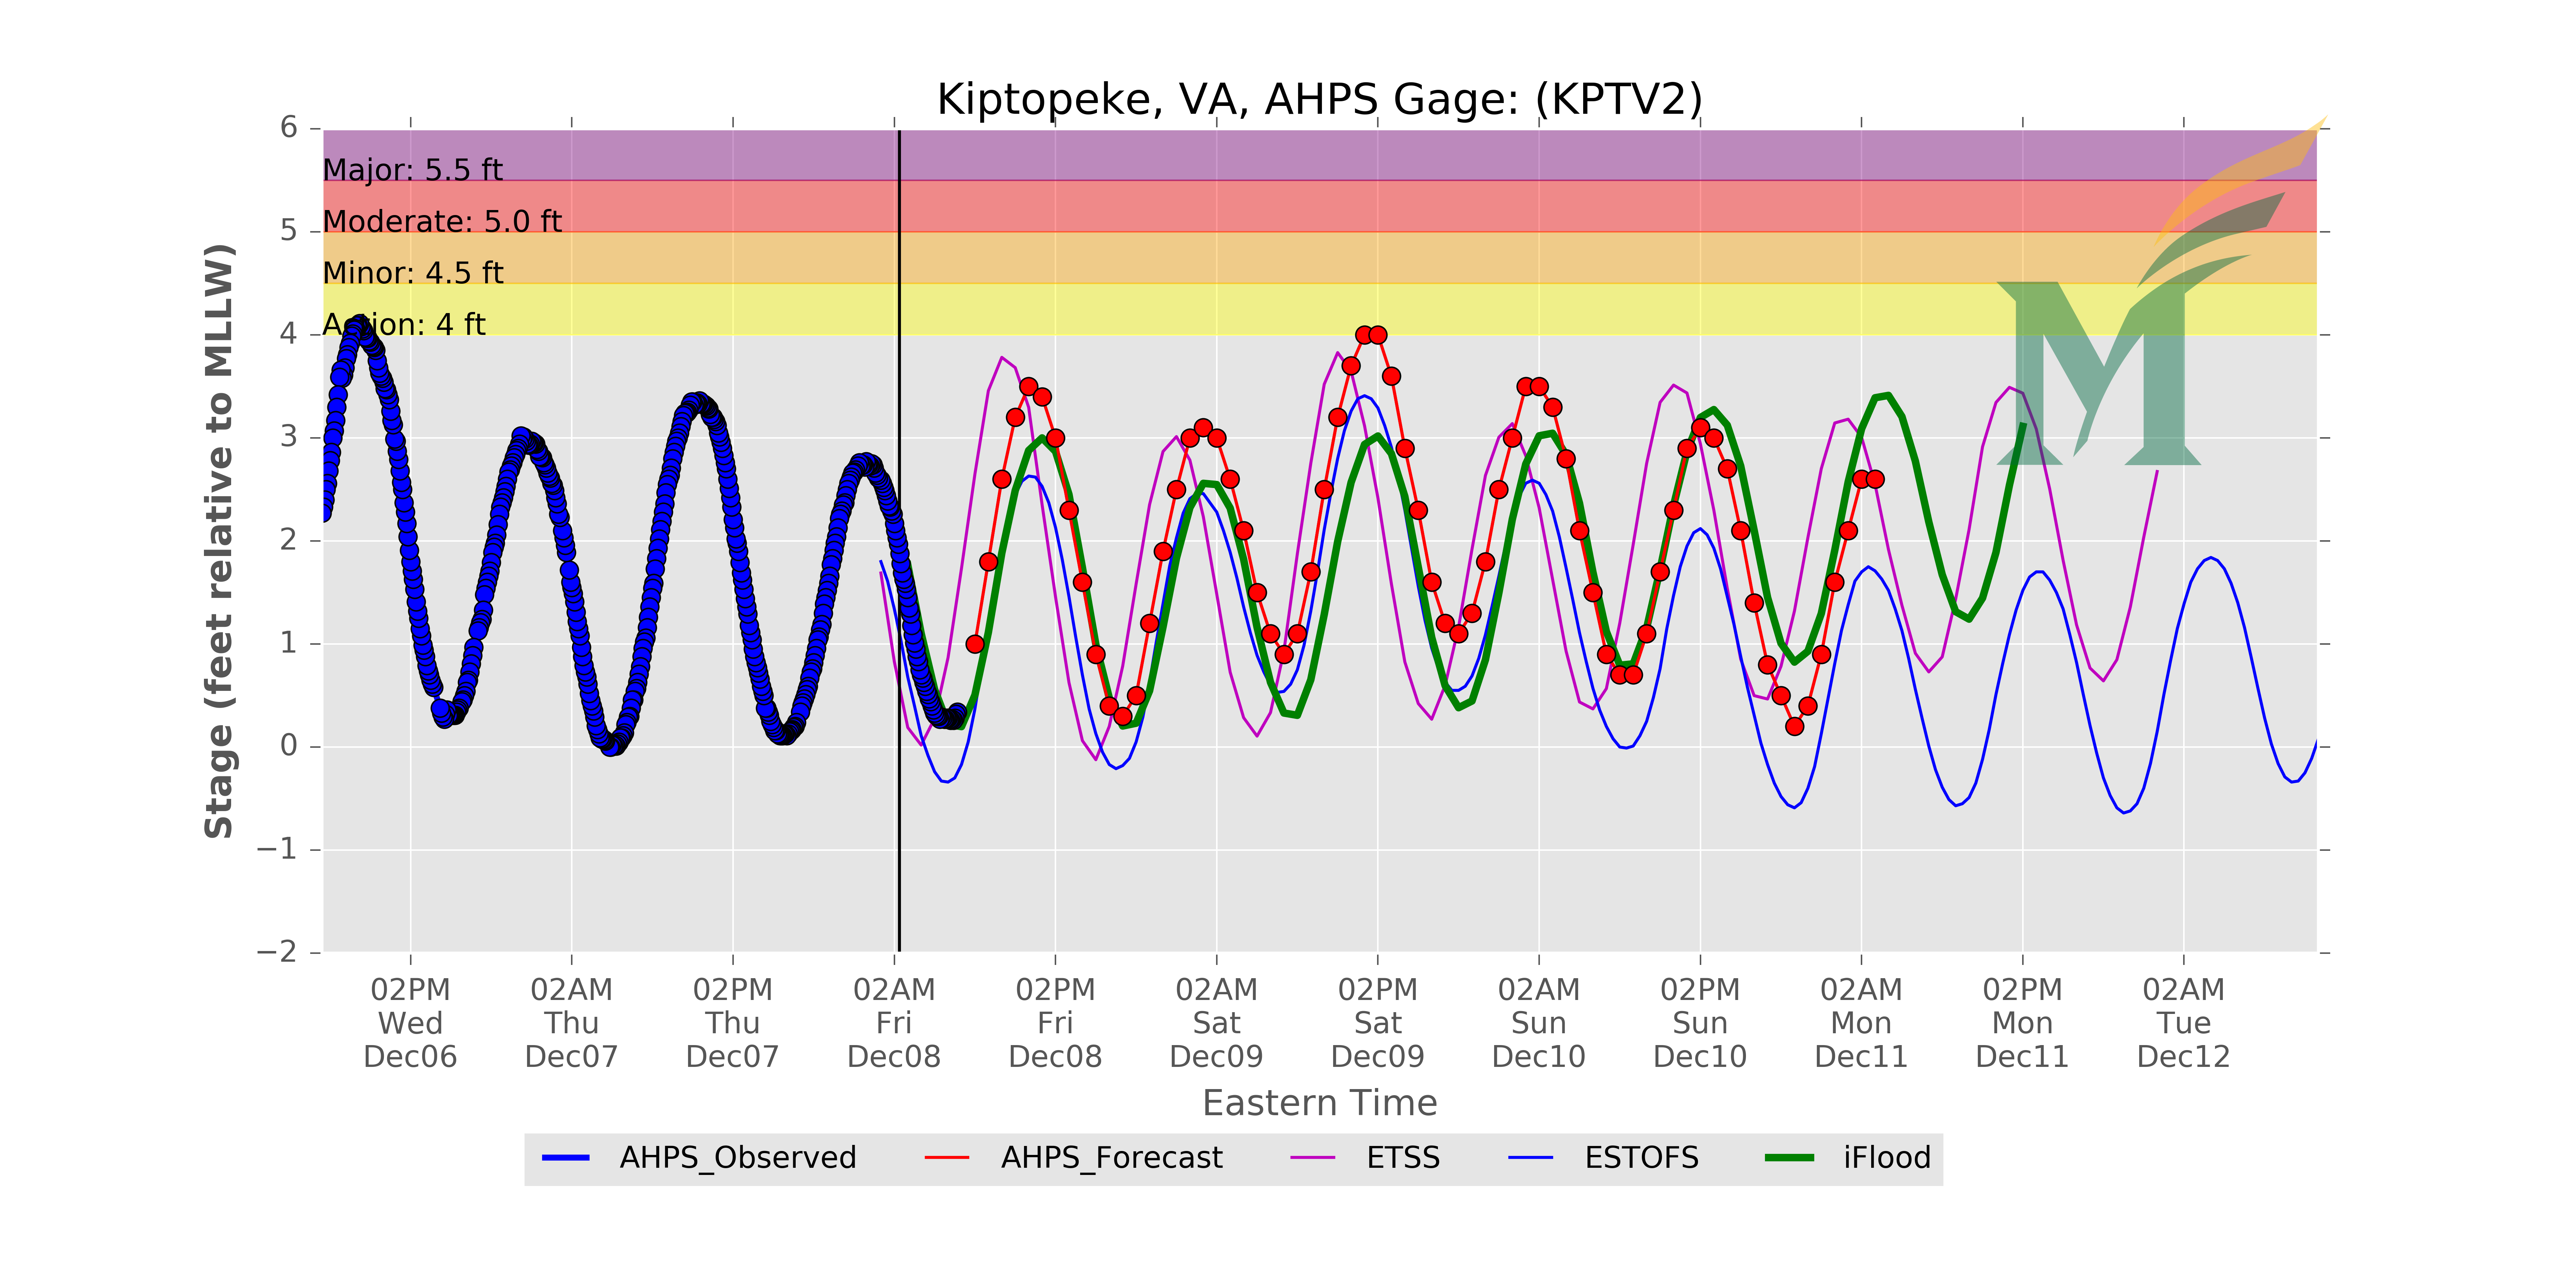 Kiptopeke, VA, AHPS Gage: (KPTV2)
6
5
4
3
2
1
0
−1
−2
Stage (feet relative to MLLW)
Major: 5.5 ft
Moderate: 5.0 ft
Minor: 4.5 ft
Action: 4 ft
M
02PM
Wed
Dec06
02AM
Thu
Dec07
02PM
Thu
Dec07
02AM
Fri
Dec08
02PM
Fri
Dec08
02AM
Sat
Dec09
02PM
Sat
Dec09
02AM
Sun
Dec10
02PM
Sun
Dec10
02AM
Mon
Dec11
02PM
Mon
Dec11
02AM
Tue
Dec12
Eastern Time
AHPS_Observed
AHPS_Forecast
ETSS
ESTOFS
iFlood